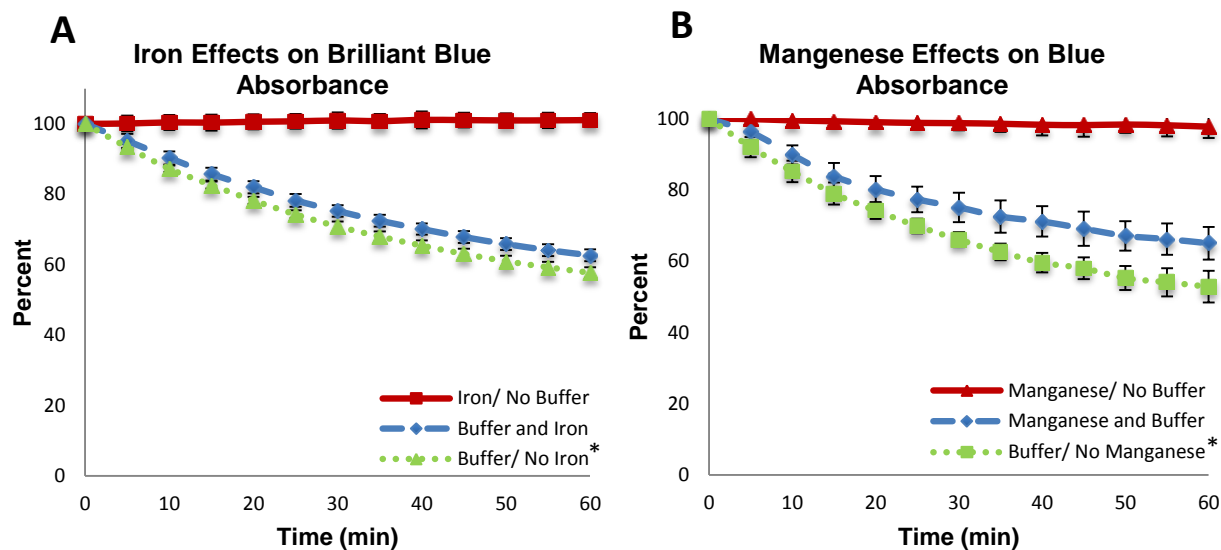 A
Iron Effects on Brilliant Blue
Absorbance
Percent
100
80
60
40
20
0
0 10 20 30 40 50 60
Time (min)
Iron/ No Buffer
Buffer and Iron
Buffer/ No Iron*
B
Mangenese Effects on Blue
Absorbance
Percent
100
80
60
40
20
0
0 10 20 30 40 50 60
Time (min)
Manganese/ No Buffer
Manganese and Buffer
Buffer/ No Manganese*